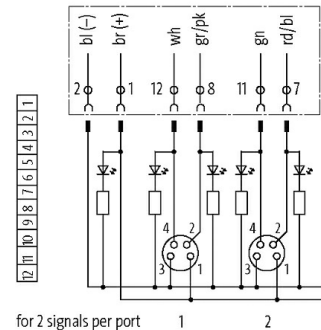 bl (–) br (+) wh gr/pk gn rd/bl
2 1 12 8 11 7
1 2 3 4 5 6 7 8 9 10 11 12
4 2 4 2
3 1 3 1
for 2 signals per port 1 2